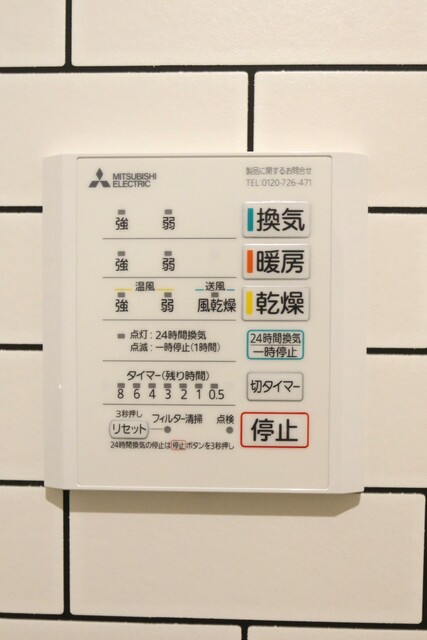 MITSUBISHI
ELECTRIC
製品に関するお問合せ
TEL:0120-726-471
強 弱 換気
強 弱 暖房
温風 送風
強 弱 風乾燥 乾燥
点灯:24時間換気
点滅:一時停止(1時間)
24時間換気
一時停止
タイマー(残り時間)
8 6 4 3 2 1 0.5
切タイマー
3秒押し
リセット フィルター清掃 点検
停止
24時間換気の停止は停止ボタンを3秒押し